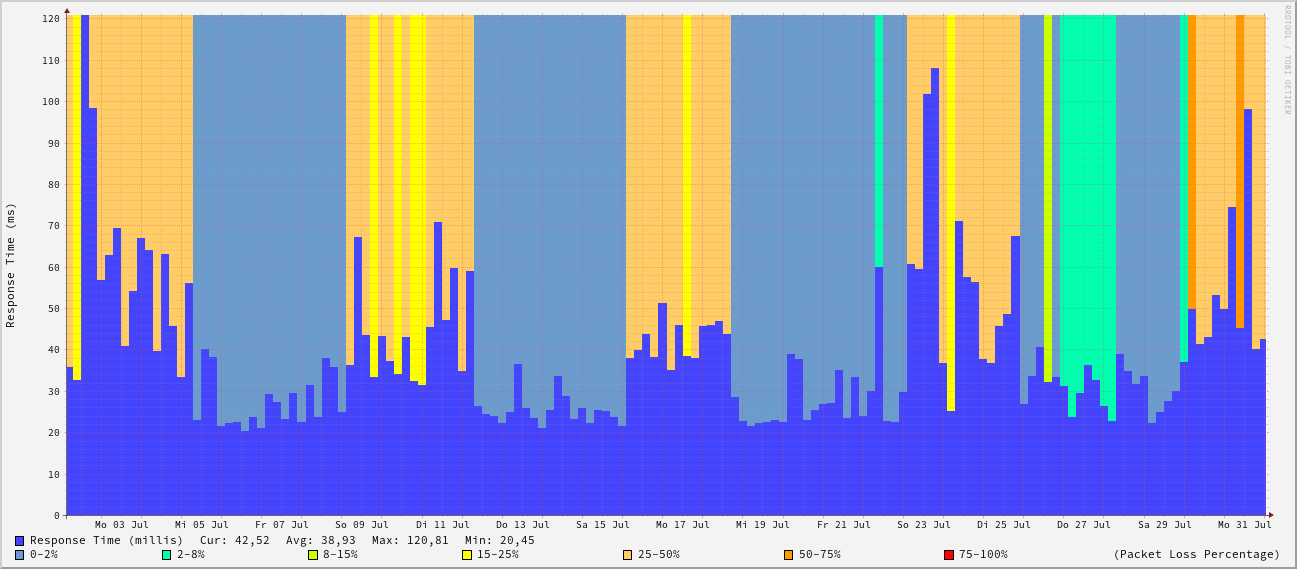 120
110
100
90
80
70
60
50
40
30
20
10
0
Response Time (ms)
RRDTOOL / TOBI OETIKER
Mo 03 Jul Mi 05 Jul Fr 07 Jul So 09 Jul Di 11 Jul Do 13 Jul Sa 15 Jul Mo 17 Jul Mi 19 Jul Fr 21 Jul So 23 Jul Di 25 Jul Do 27 Jul Sa 29 Jul Mo 31 Jul
Response Time (millis) Cur: 42,52 Avg: 38,93 Max: 120,81 Min: 20,45
0-2% 2-8% 8-15% 15-25% 25-50% 50-75% 75-100% (Packet Loss Percentage)